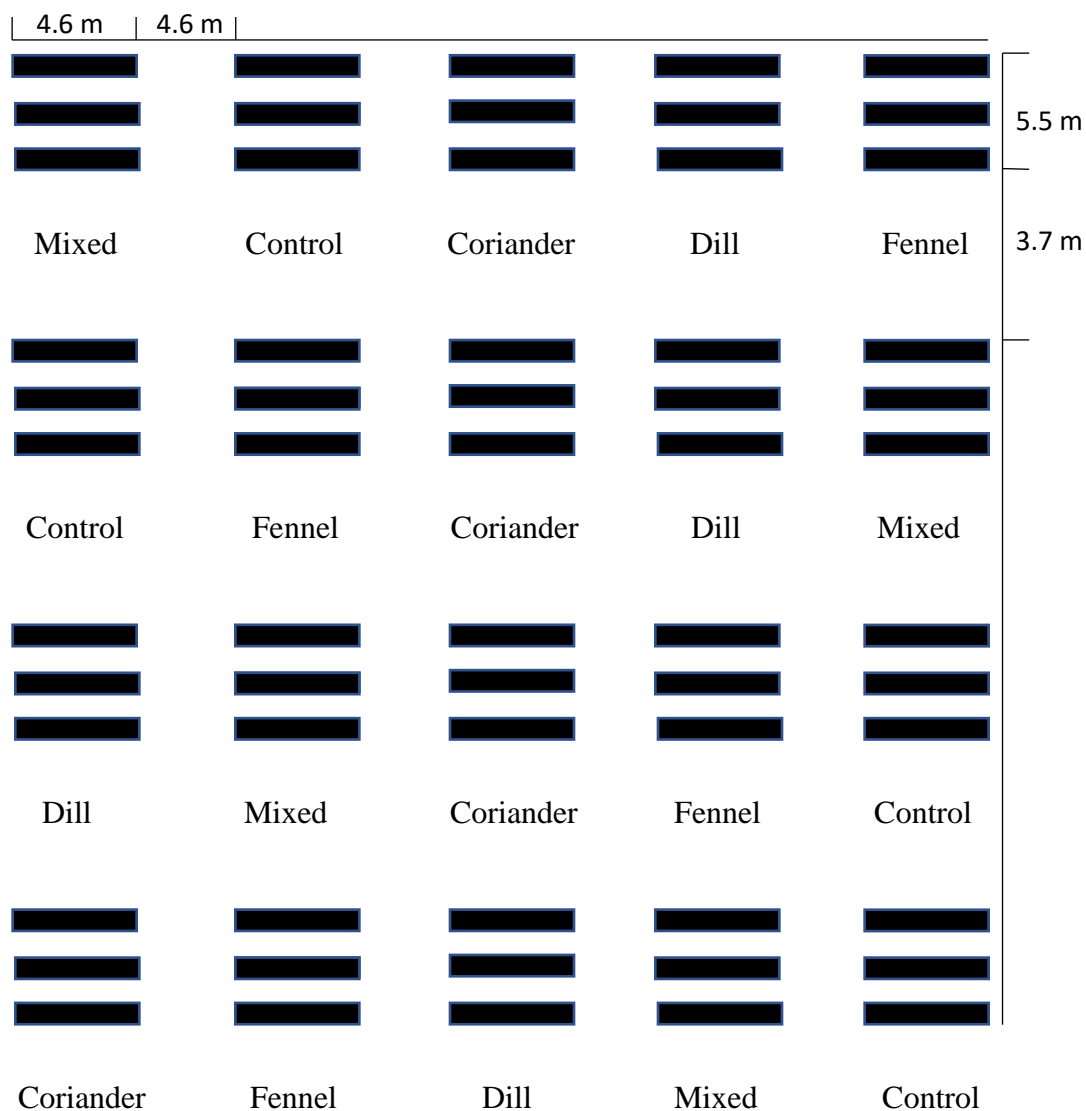 4.6 m 4.6 m
5.5 m
Mixed Control Coriander Dill Fennel 3.7 m
Control Fennel Coriander Dill Mixed
Dill Mixed Coriander Fennel Control
Coriander Fennel Dill Mixed Control